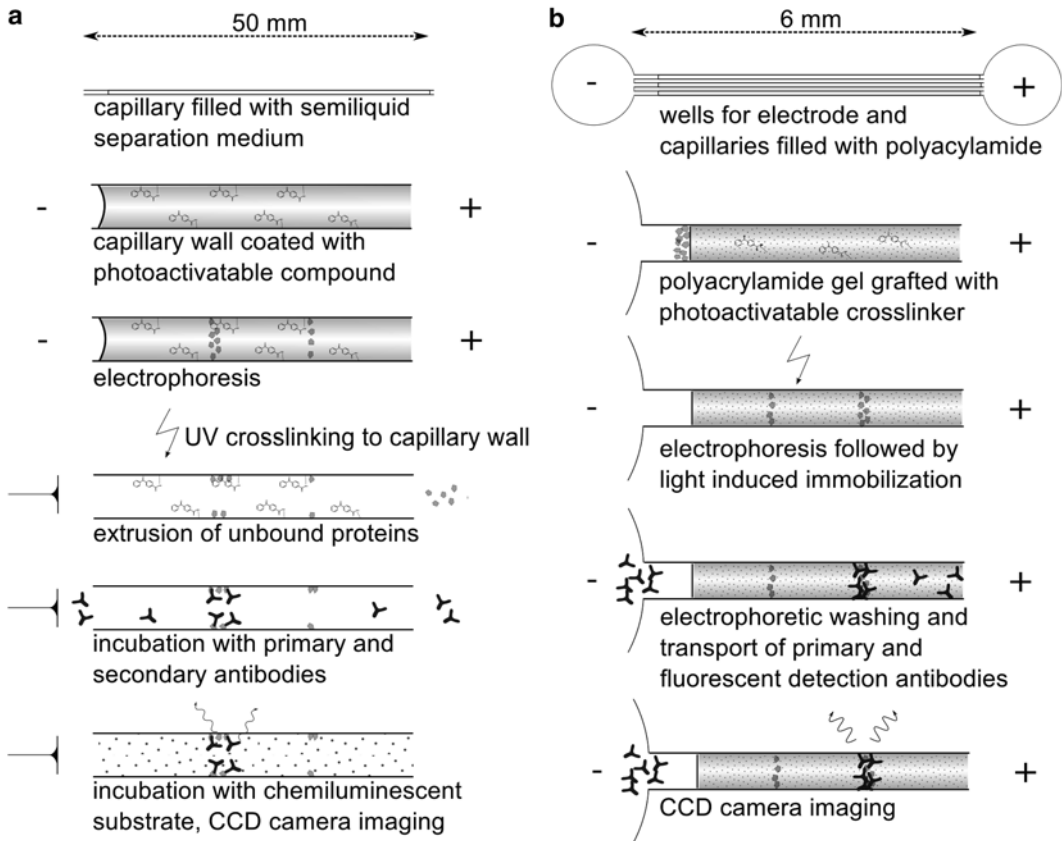 a
50 mm
capillary filled with semiliquid
separation medium
-
+
capillary wall coated with
photoactivatable compound
-
+
electrophoresis
UV crosslinking to capillary wall
extrusion of unbound proteins
incubation with primary and
secondary antibodies
incubation with chemiluminescent
substrate, CCD camera imaging
b
6 mm
-
+
wells for electrode and
capillaries filled with polyacylamide
-
+
polyacrylamide gel grafted with
photoactivatable crosslinker
-
+
electrophoresis followed by
light induced immobilization
-
+
electrophoretic washing and
transport of primary and
fluorescent detection antibodies
-
+
CCD camera imaging